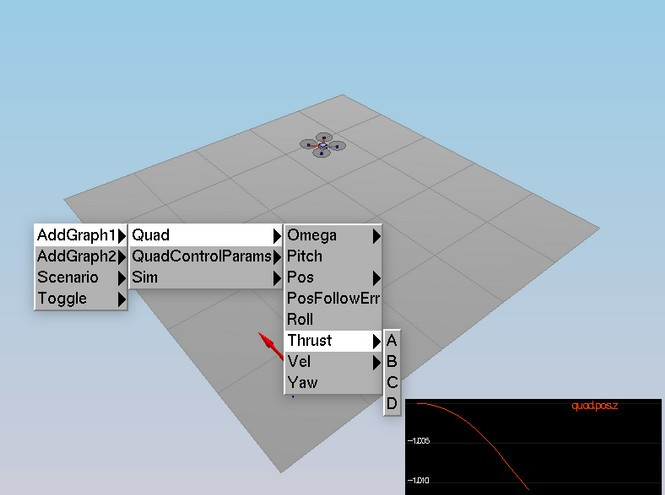 AddGraph1
AddGraph2
Scenario
Toggle
Quad
QuadControlParams
Sim
Omega
Pitch
Pos
PosFollowErr
Roll
Thrust
Vel
Yaw
A
B
C
D
quad.pos.z
-1.005
-1.010